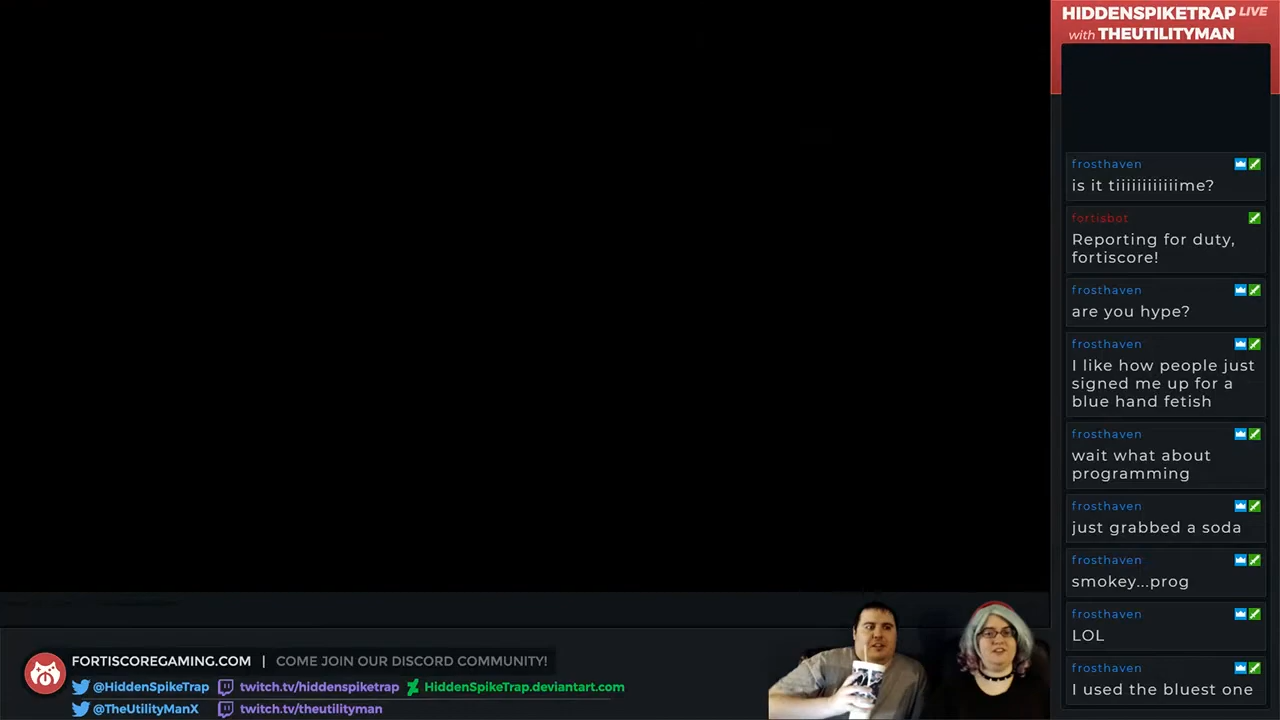 HIDDENSPIKETRAP LIVE
with THEUTILITYMAN
frosthaven
is it tiiiiiiiiiiiime?
fortisbot
Reporting for duty,
fortiscore!
frosthaven
are you hype?
frosthaven
I like how people just
signed me up for a
blue hand fetish
frosthaven
wait what about
programming
frosthaven
just grabbed a soda
frosthaven
smokey...prog
frosthaven
LOL
frosthaven
I used the bluest one
FORTISCOREGAMING.COM | COME JOIN OUR DISCORD COMMUNITY!
@HiddenSpikeTrap twitch.tv/hiddenspiketrap HiddenSpikeTrap.deviantart.com
@TheUtilityManX twitch.tv/theutilityman